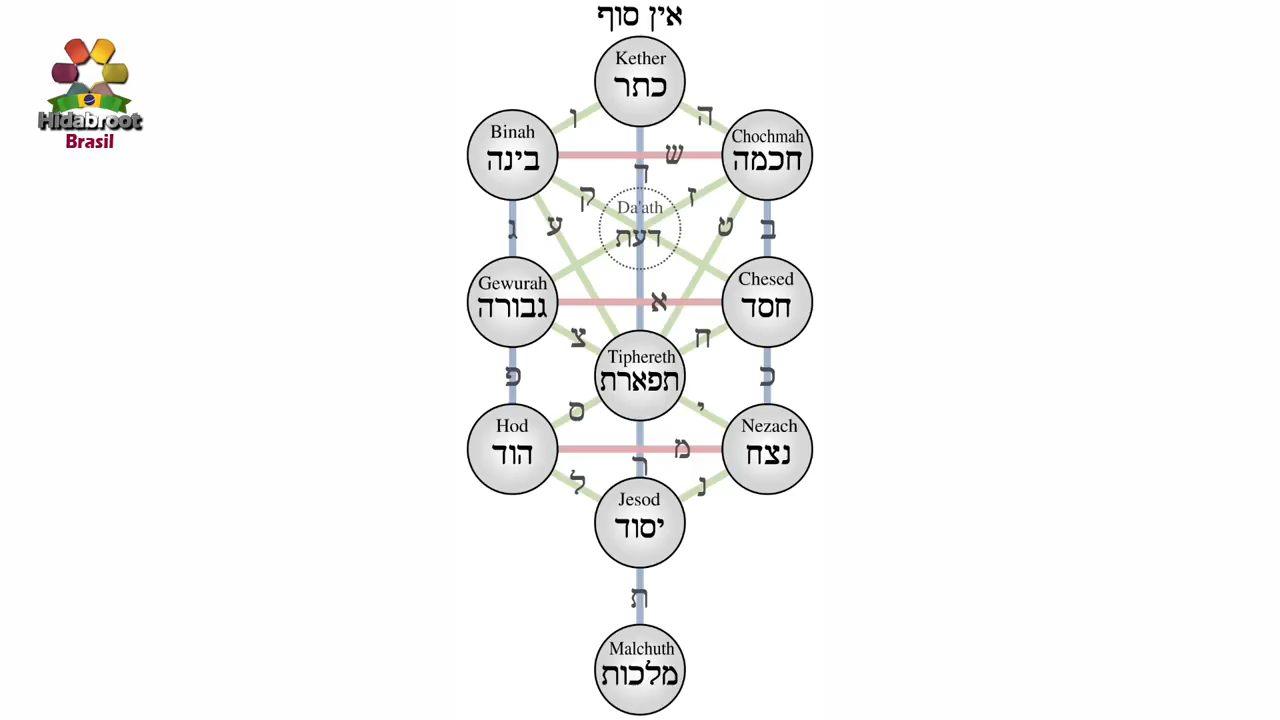 אין סוף
Kether
כתר
Hidabroot
Brasil
ו
ה
Binah
בינה
Chochmah
חכמה
ש
ד
ק
ז
Da'ath
דעת
ג
ע
ט
ב
Gewurah
גבורה
Chesed
חסד
א
צ
ח
Tiphereth
תפארת
פ
כ
ס
י
Hod
הוד
Nezach
נצח
מ
ר
ל
נ
Jesod
יסוד
ת
Malchuth
מלכות